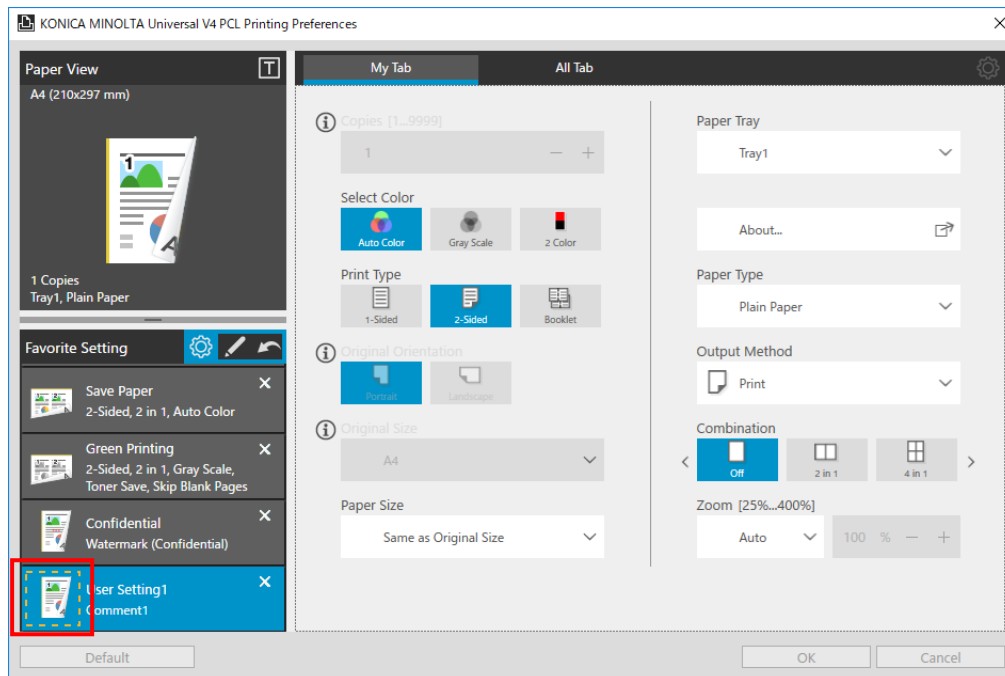 KONICA MINOLTA Universal V4 PCL Printing Preferences
Paper View
T
A4 (210x297 mm)
1
A
1 Copies
Tray1, Plain Paper
Favorite Setting
Save Paper
2-Sided, 2 in 1, Auto Color
Green Printing
2-Sided, 2 in 1, Gray Scale,
Toner Save, Skip Blank Pages
Confidential
Watermark (Confidential)
User Setting1
Comment1
Default
My Tab
All Tab
Copies [1...9999]
1
Select Color
Auto Color
Gray Scale
2 Color
Print Type
1-Sided
2-Sided
Booklet
Original Orientation
Portrait
Landscape
Original Size
A4
Paper Size
Same as Original Size
Paper Tray
Tray1
About...
Paper Type
Plain Paper
Output Method
Print
Combination
Off
2 in 1
4 in 1
Zoom [25%...400%]
Auto
100 %
OK
Cancel